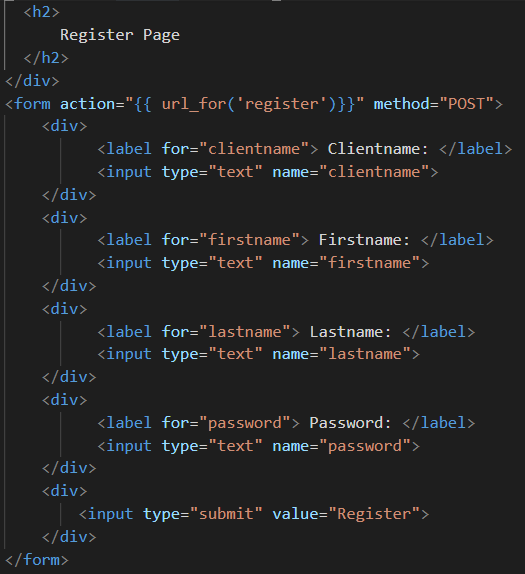 <h2>
Register Page
</h2>
</div>
<form action="{{ url_for('register')}}" method="POST">
<div>
<label for="clientname"> Clientname: </label>
<input type="text" name="clientname">
</div>
<div>
<label for="firstname"> Firstname: </label>
<input type="text" name="firstname">
</div>
<div>
<label for="lastname"> Lastname: </label>
<input type="text" name="lastname">
</div>
<div>
<label for="password"> Password: </label>
<input type="text" name="password">
</div>
<div>
<input type="submit" value="Register">
</div>
</form>